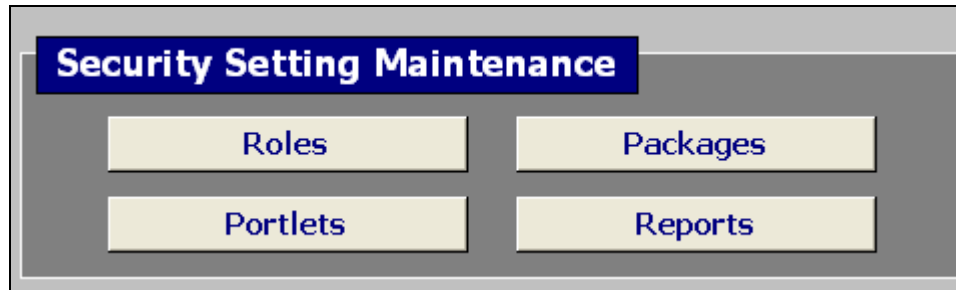 Security Setting Maintenance
Roles
Packages
Portlets
Reports